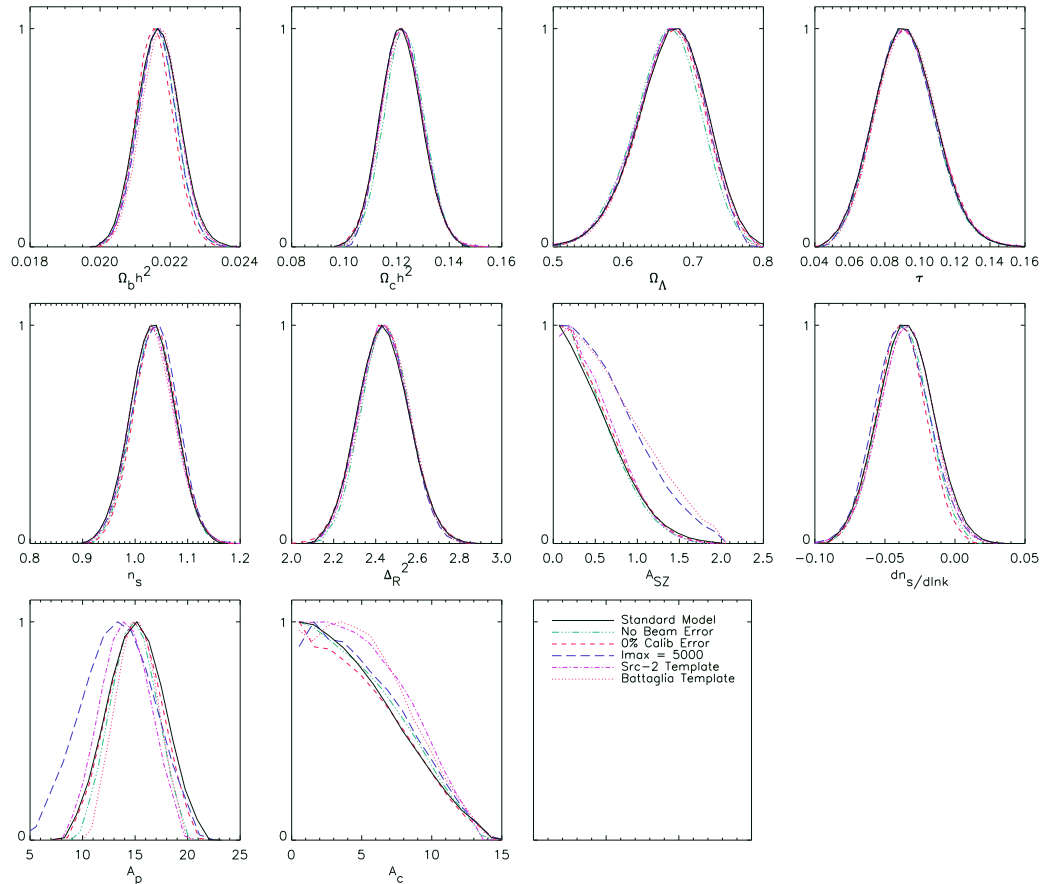 1
0
0.018 0.020 0.022 0.024
Ω_b h^2
1
0
0.08 0.10 0.12 0.14 0.16
Ω_c h^2
1
0
0.5 0.6 0.7 0.8
Ω_Λ
1
0
0.04 0.06 0.08 0.10 0.12 0.14 0.16
τ
1
0
0.8 0.9 1.0 1.1 1.2
n_s
1
0
2.0 2.2 2.4 2.6 2.8 3.0
Δ_R^2
1
0
0.0 0.5 1.0 1.5 2.0 2.5
A_SZ
1
0
−0.10 −0.05 0.00 0.05
dn_s/dlnk
1
0
5 10 15 20 25
A_p
1
0
0 5 10 15
A_c
Standard Model
No Beam Error
0% Calib Error
lmax = 5000
Src−2 Template
Battaglia Template